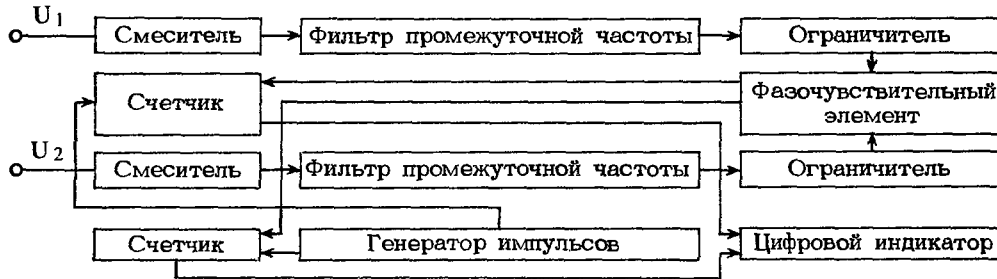 U1
Смеситель
Фильтр промежуточной частоты
Ограничитель
Счетчик
Фазочувствительный
элемент
U2
Смеситель
Фильтр промежуточной частоты
Ограничитель
Счетчик
Генератор импульсов
Цифровой индикатор